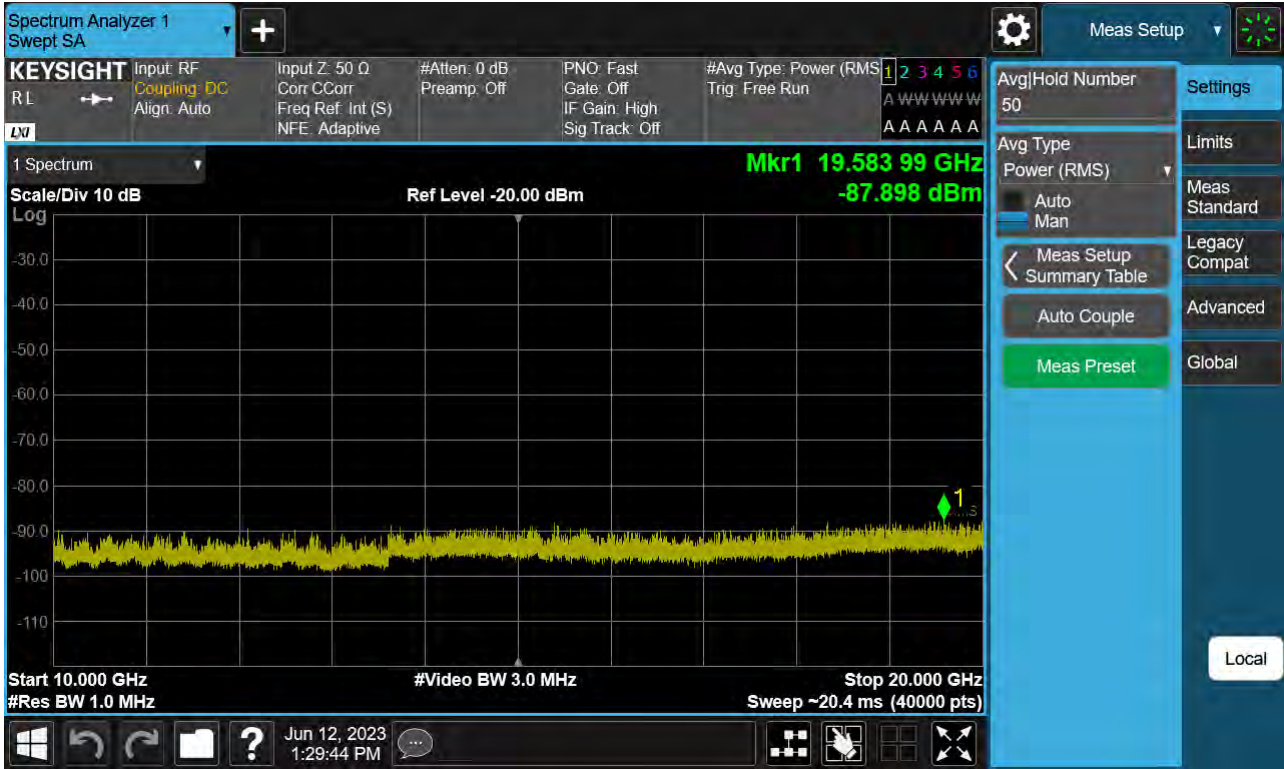 Spectrum Analyzer 1
Swept SA
+
Meas Setup
KEYSIGHT
RL
LXI
Input: RF
Coupling: DC
Align: Auto
Input Z: 50 Ω
Corr CCorr
Freq Ref: Int (S)
NFE: Adaptive
#Atten: 0 dB
Preamp: Off
PNO: Fast
Gate: Off
IF Gain: High
Sig Track: Off
#Avg Type: Power (RMS
Trig: Free Run
1 2 3 4 5 6
A W W W W W
A A A A A A
1 Spectrum
Scale/Div 10 dB
Ref Level -20.00 dBm
Mkr1 19.583 99 GHz
-87.898 dBm
Log
-30.0
-40.0
-50.0
-60.0
-70.0
-80.0
-90.0
-100
-110
1
Start 10.000 GHz
#Video BW 3.0 MHz
Stop 20.000 GHz
#Res BW 1.0 MHz
Sweep ~20.4 ms (40000 pts)
Avg|Hold Number
50
Avg Type
Power (RMS)
Auto
Man
Meas Setup
Summary Table
Auto Couple
Meas Preset
Settings
Limits
Meas
Standard
Legacy
Compat
Advanced
Global
Local
?
Jun 12, 2023
1:29:44 PM